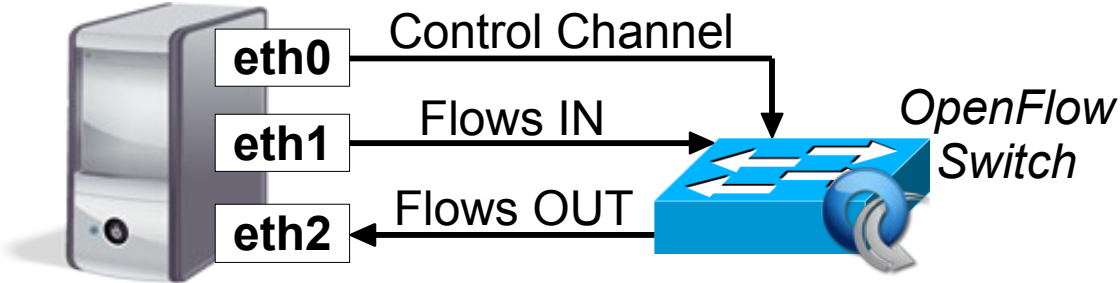 eth0
Control Channel
eth1
Flows IN
eth2
Flows OUT
OpenFlow
Switch